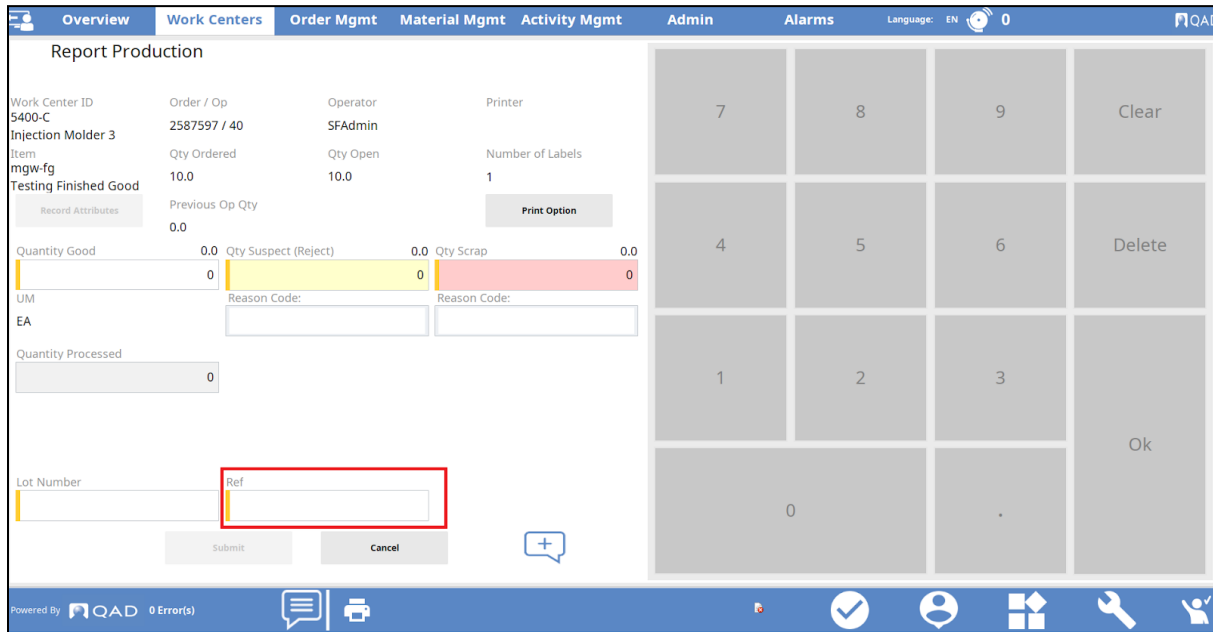 Overview Work Centers Order Mgmt Material Mgmt Activity Mgmt Admin Alarms Language: EN 0 QAD
Report Production
Work Center ID Order / Op Operator Printer
5400-C 2587597 / 40 SFAdmin
Injection Molder 3
Item Qty Ordered Qty Open Number of Labels
mgw-fg 10.0 10.0 1
Testing Finished Good
Record Attributes Previous Op Qty Print Option
0.0
Quantity Good 0.0 Qty Suspect (Reject) 0.0 Qty Scrap 0.0
0 0 0
UM Reason Code: Reason Code:
EA
Quantity Processed
0
Lot Number Ref
Submit Cancel
7 8 9 Clear
4 5 6 Delete
1 2 3
Ok
0 .
Powered By QAD 0 Error(s)